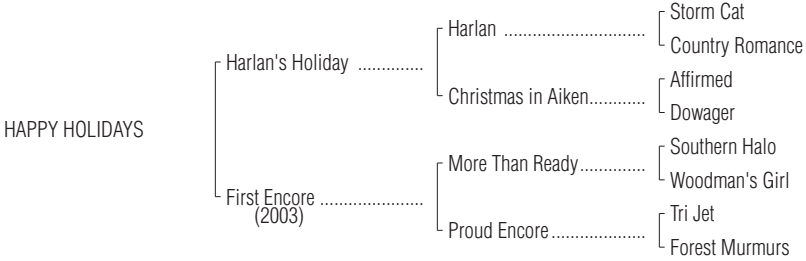 Storm Cat
Harlan ..............................
Country Romance
Harlan's Holiday ..............
Affirmed
Christmas in Aiken............
Dowager
HAPPY HOLIDAYS
Southern Halo
More Than Ready..............
Woodman's Girl
First Encore ......................
(2003)
Tri Jet
Proud Encore....................
Forest Murmurs